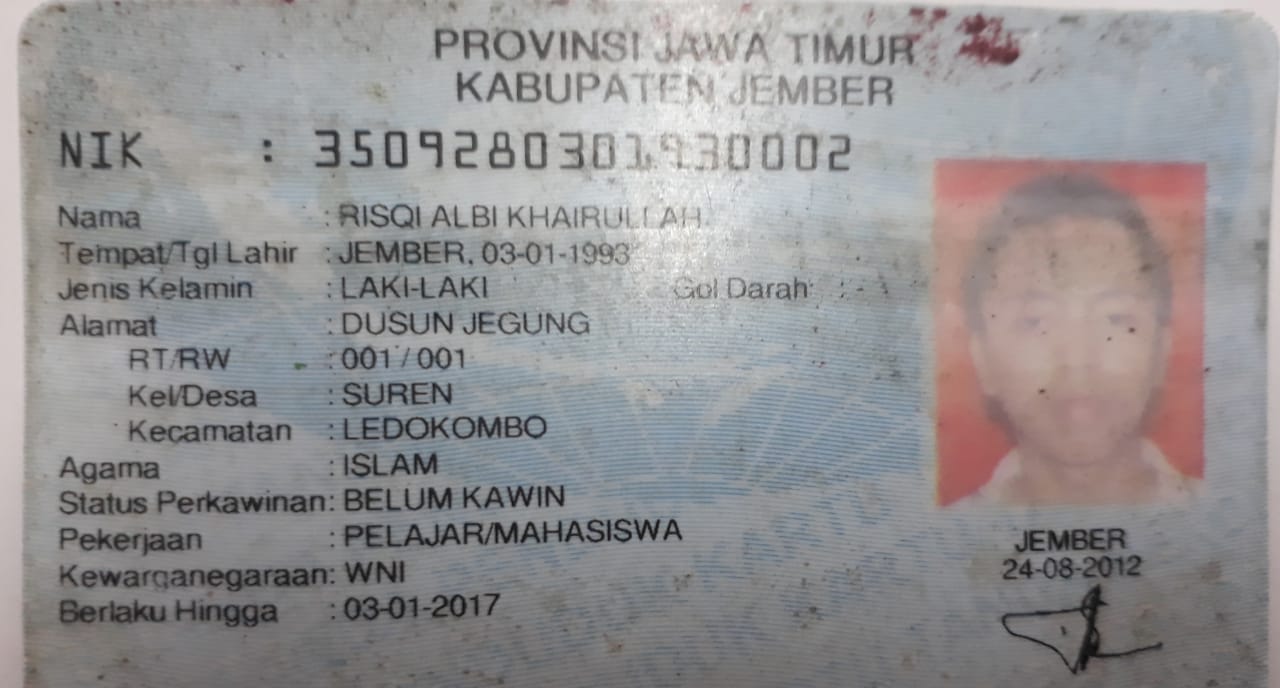 PROVINSI JAWA TIMUR
KABUPATEN JEMBER
NIK : 3509280301930002
Nama : RISQI ALBI KHAIRULLAH
Tempat/Tgl Lahir : JEMBER, 03-01-1993
Jenis Kelamin : LAKI-LAKI Gol Darah : -
Alamat : DUSUN JEGUNG
RT/RW : 001 / 001
Kel/Desa : SUREN
Kecamatan : LEDOKOMBO
Agama : ISLAM
Status Perkawinan: BELUM KAWIN
Pekerjaan : PELAJAR/MAHASISWA
Kewarganegaraan: WNI
Berlaku Hingga : 03-01-2017
JEMBER
24-08-2012